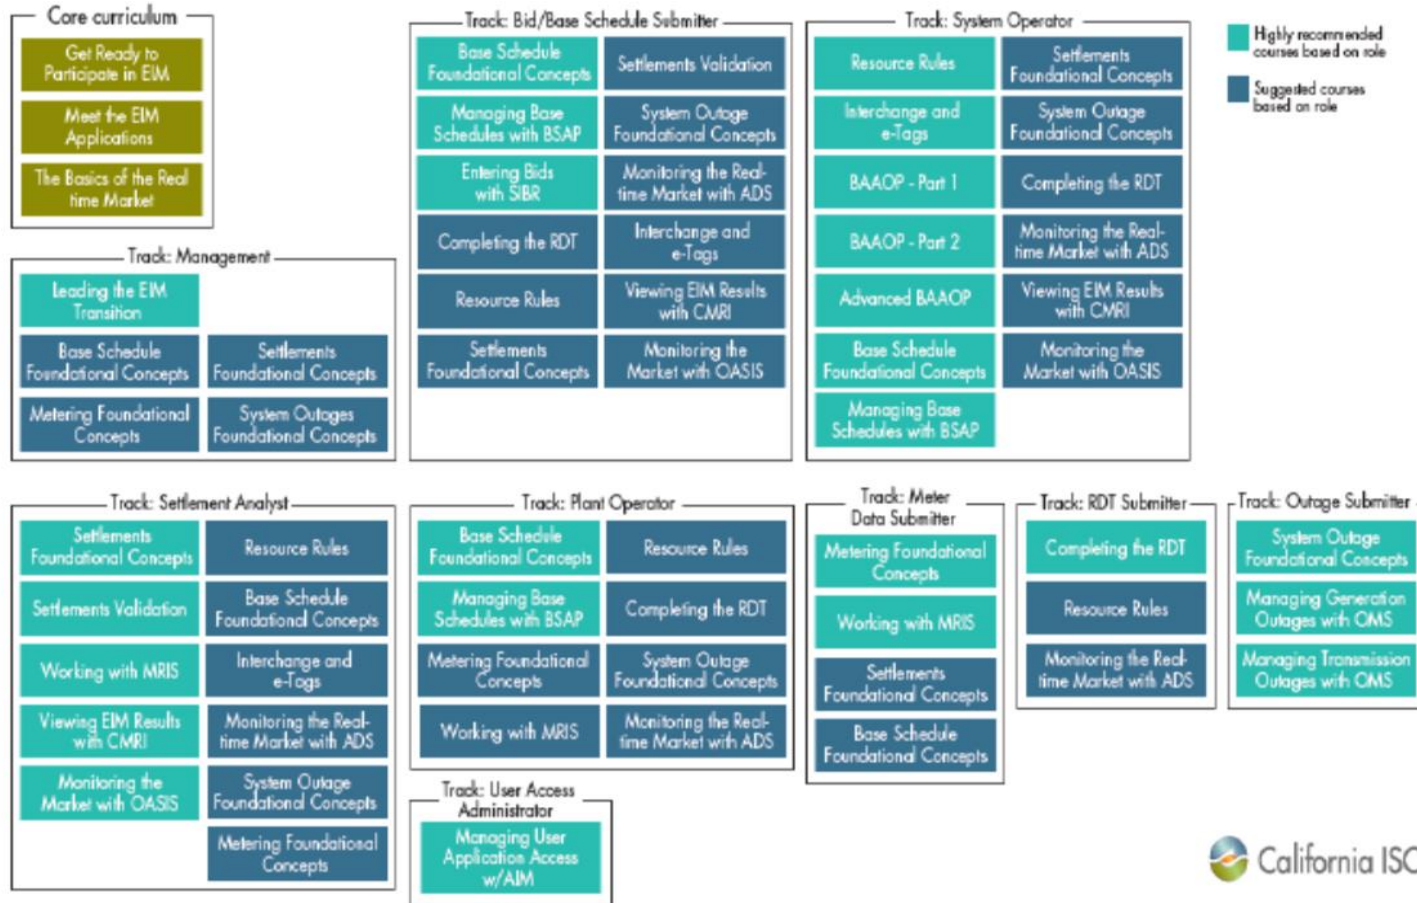 Core curriculum
Get Ready to
Participate in EIM
Meet the EIM
Applications
The Basics of the Real
time Market
Track: Management
Leading the EIM
Transition
Base Schedule
Foundational Concepts
Settlements
Foundational Concepts
Metering Foundational
Concepts
System Outages
Foundational Concepts
Track: Bid/Base Schedule Submitter
Base Schedule
Foundational Concepts
Settlements Validation
Managing Base
Schedules with BSAP
System Outage
Foundational Concepts
Entering Bids
with SIBR
Monitoring the Real-
time Market with ADS
Completing the RDT
Interchange and
e-Tags
Resource Rules
Viewing EIM Results
with CMRI
Settlements
Foundational Concepts
Monitoring the
Market with OASIS
Track: System Operator
Resource Rules
Settlements
Foundational Concepts
Interchange and
e-Tags
System Outage
Foundational Concepts
BAAOP - Part 1
Completing the RDT
BAAOP - Part 2
Monitoring the Real-
time Market with ADS
Advanced BAAOP
Viewing EIM Results
with CMRI
Base Schedule
Foundational Concepts
Monitoring the
Market with OASIS
Managing Base
Schedules with BSAP
Highly recommended
courses based on role
Suggested courses
based on role
Track: Settlement Analyst
Settlements
Foundational Concepts
Resource Rules
Settlements Validation
Base Schedule
Foundational Concepts
Working with MRIS
Interchange and
e-Tags
Viewing EIM Results
with CMRI
Monitoring the Real-
time Market with ADS
Monitoring the
Market with OASIS
System Outage
Foundational Concepts
Metering Foundational
Concepts
Track: Plant Operator
Base Schedule
Foundational Concepts
Resource Rules
Managing Base
Schedules with BSAP
Completing the RDT
Metering Foundational
Concepts
System Outage
Foundational Concepts
Working with MRIS
Monitoring the Real-
time Market with ADS
Track: User Access
Administrator
Managing User
Application Access
w/AIM
Track: Meter
Data Submitter
Metering Foundational
Concepts
Working with MRIS
Settlements
Foundational Concepts
Base Schedule
Foundational Concepts
Track: RDT Submitter
Completing the RDT
Resource Rules
Monitoring the Real-
time Market with ADS
Track: Outage Submitter
System Outage
Foundational Concepts
Managing Generation
Outages with OMS
Managing Transmission
Outages with OMS
California ISO